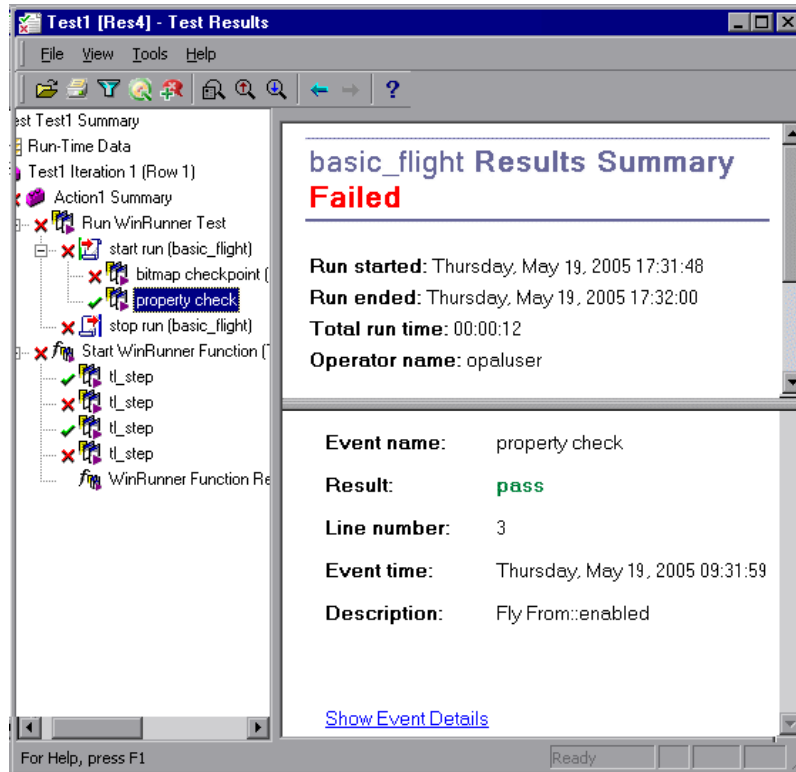 Test1 [Res4] - Test Results
File View Tools Help
est Test1 Summary
Run-Time Data
Test1 Iteration 1 (Row 1)
Action1 Summary
Run WinRunner Test
start run (basic_flight)
bitmap checkpoint (
property check
stop run (basic_flight)
Start WinRunner Function (T
tl_step
tl_step
tl_step
tl_step
WinRunner Function Re
basic_flight Results Summary
Failed
Run started: Thursday, May 19, 2005 17:31:48
Run ended: Thursday, May 19, 2005 17:32:00
Total run time: 00:00:12
Operator name: opaluser
Event name: property check
Result: pass
Line number: 3
Event time: Thursday, May 19, 2005 09:31:59
Description: Fly From::enabled
Show Event Details
For Help, press F1
Ready